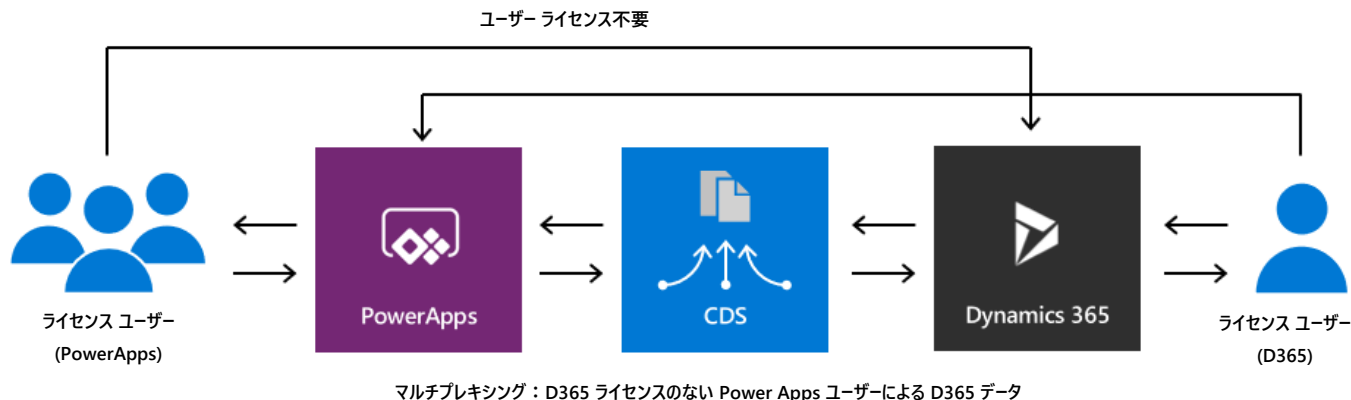 ユーザー ライセンス不要
PowerApps
CDS
Dynamics 365
ライセンス ユーザー
(PowerApps)
ライセンス ユーザー
(D365)
マルチプレキシング：D365 ライセンスのない Power Apps ユーザーによる D365 データ